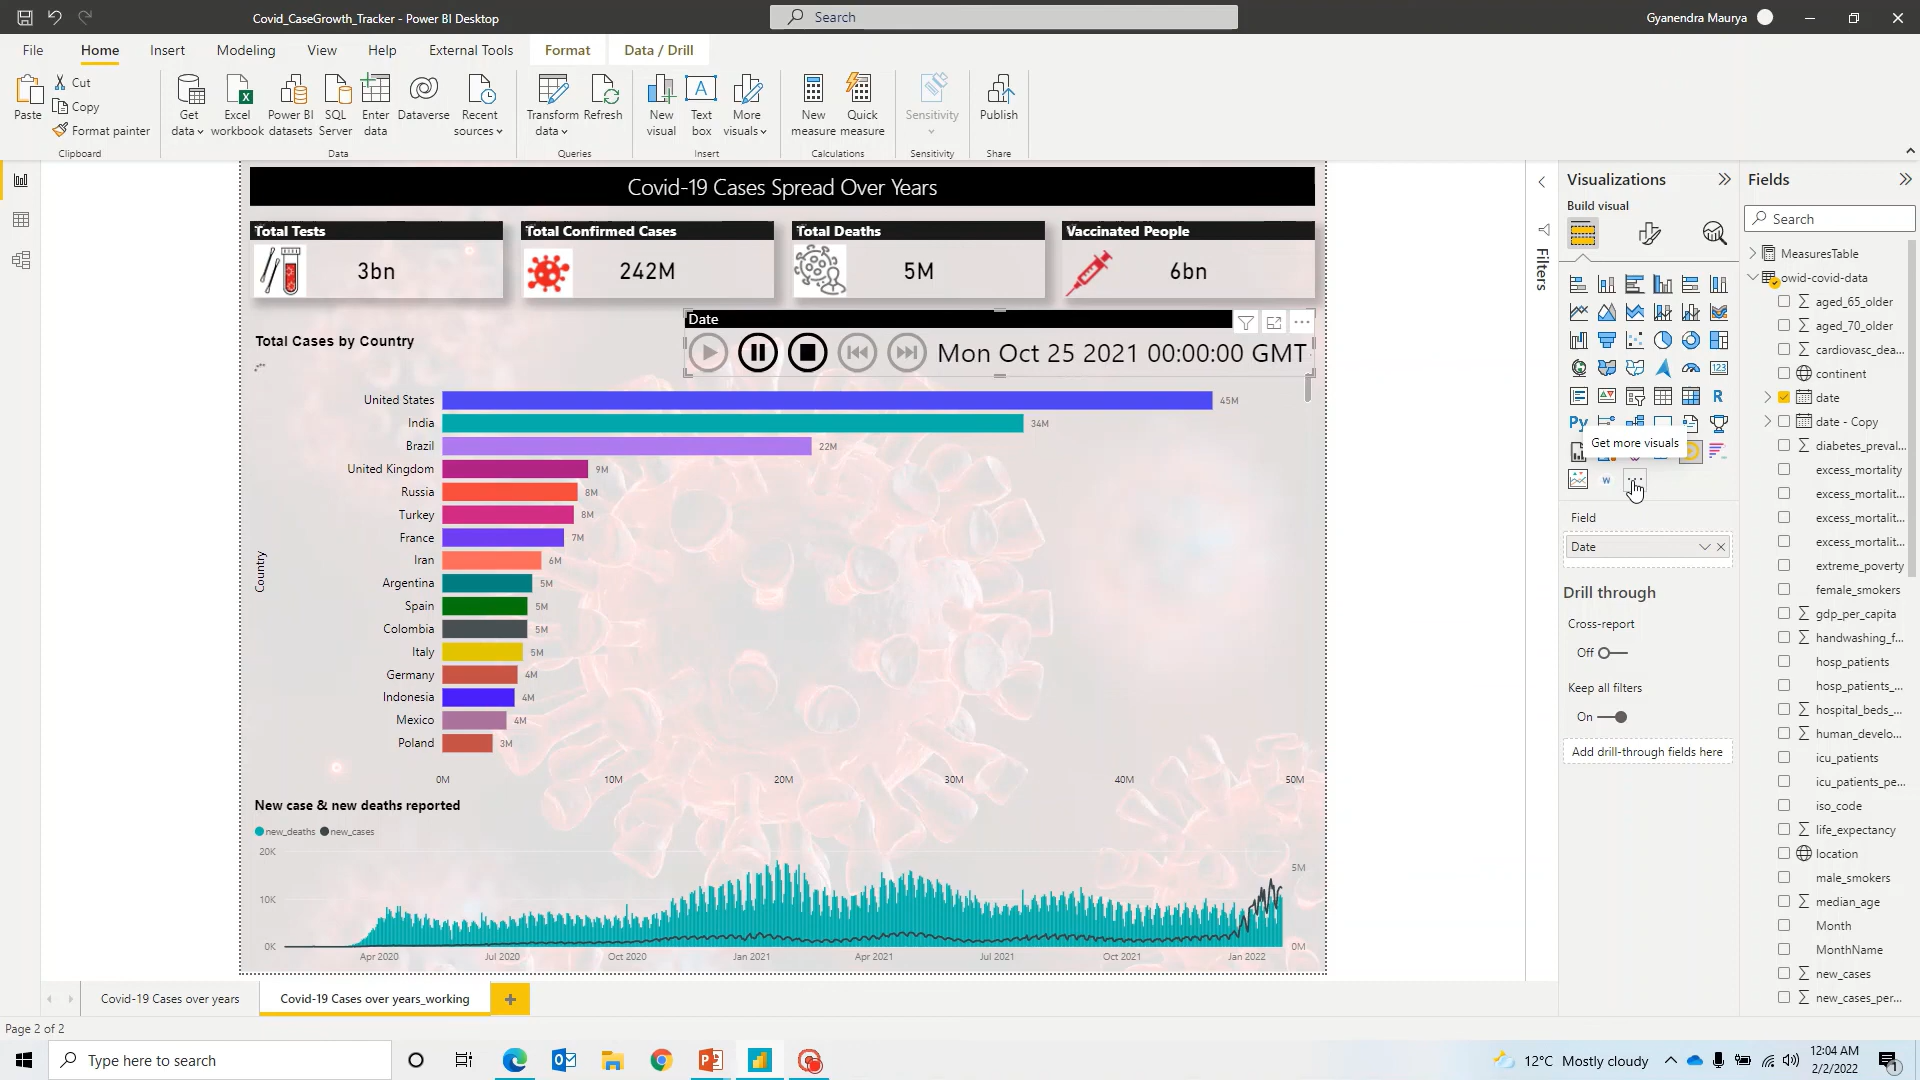 Covid_CaseGrowth_Tracker - Power BI Desktop
Search
Gyanendra Maurya
File
Home
Insert
Modeling
View
Help
External Tools
Format
Data / Drill
Paste
Cut
Copy
Format painter
Clipboard
Get data
Excel workbook
Power BI datasets
SQL Server
Enter data
Dataverse
Recent sources
Data
Transform data
Refresh
Queries
New visual
Text box
More visuals
Insert
New measure
Quick measure
Calculations
Sensitivity
Sensitivity
Publish
Share
Covid-19 Cases Spread Over Years
Total Tests
3bn
Total Confirmed Cases
242M
Total Deaths
5M
Vaccinated People
6bn
Date
Mon Oct 25 2021 00:00:00 GMT
Total Cases by Country
Country
United States 45M
India 34M
Brazil 22M
United Kingdom 9M
Russia 8M
Turkey 8M
France 7M
Iran 6M
Argentina 5M
Spain 5M
Colombia 5M
Italy 5M
Germany 4M
Indonesia 4M
Mexico 4M
Poland 3M
0M 10M 20M 30M 40M 50M
New case & new deaths reported
new_deaths new_cases
20K
10K
0K
5M
0M
Apr 2020 Jul 2020 Oct 2020 Jan 2021 Apr 2021 Jul 2021 Oct 2021 Jan 2022
Filters
Visualizations
Build visual
123
R
Py
Get more visuals
W
Field
Date
Drill through
Cross-report
Off
Keep all filters
On
Add drill-through fields here
Fields
Search
MeasuresTable
owid-covid-data
aged_65_older
aged_70_older
cardiovasc_dea...
continent
date
date - Copy
diabetes_preval...
excess_mortality
excess_mortalit...
excess_mortalit...
excess_mortalit...
extreme_poverty
female_smokers
gdp_per_capita
handwashing_f...
hosp_patients
hosp_patients_...
hospital_beds_...
human_develo...
icu_patients
icu_patients_pe...
iso_code
life_expectancy
location
male_smokers
median_age
Month
MonthName
new_cases
new_cases_per...
Covid-19 Cases over years
Covid-19 Cases over years_working
Page 2 of 2
Type here to search
12°C Mostly cloudy
12:04 AM
2/2/2022
1